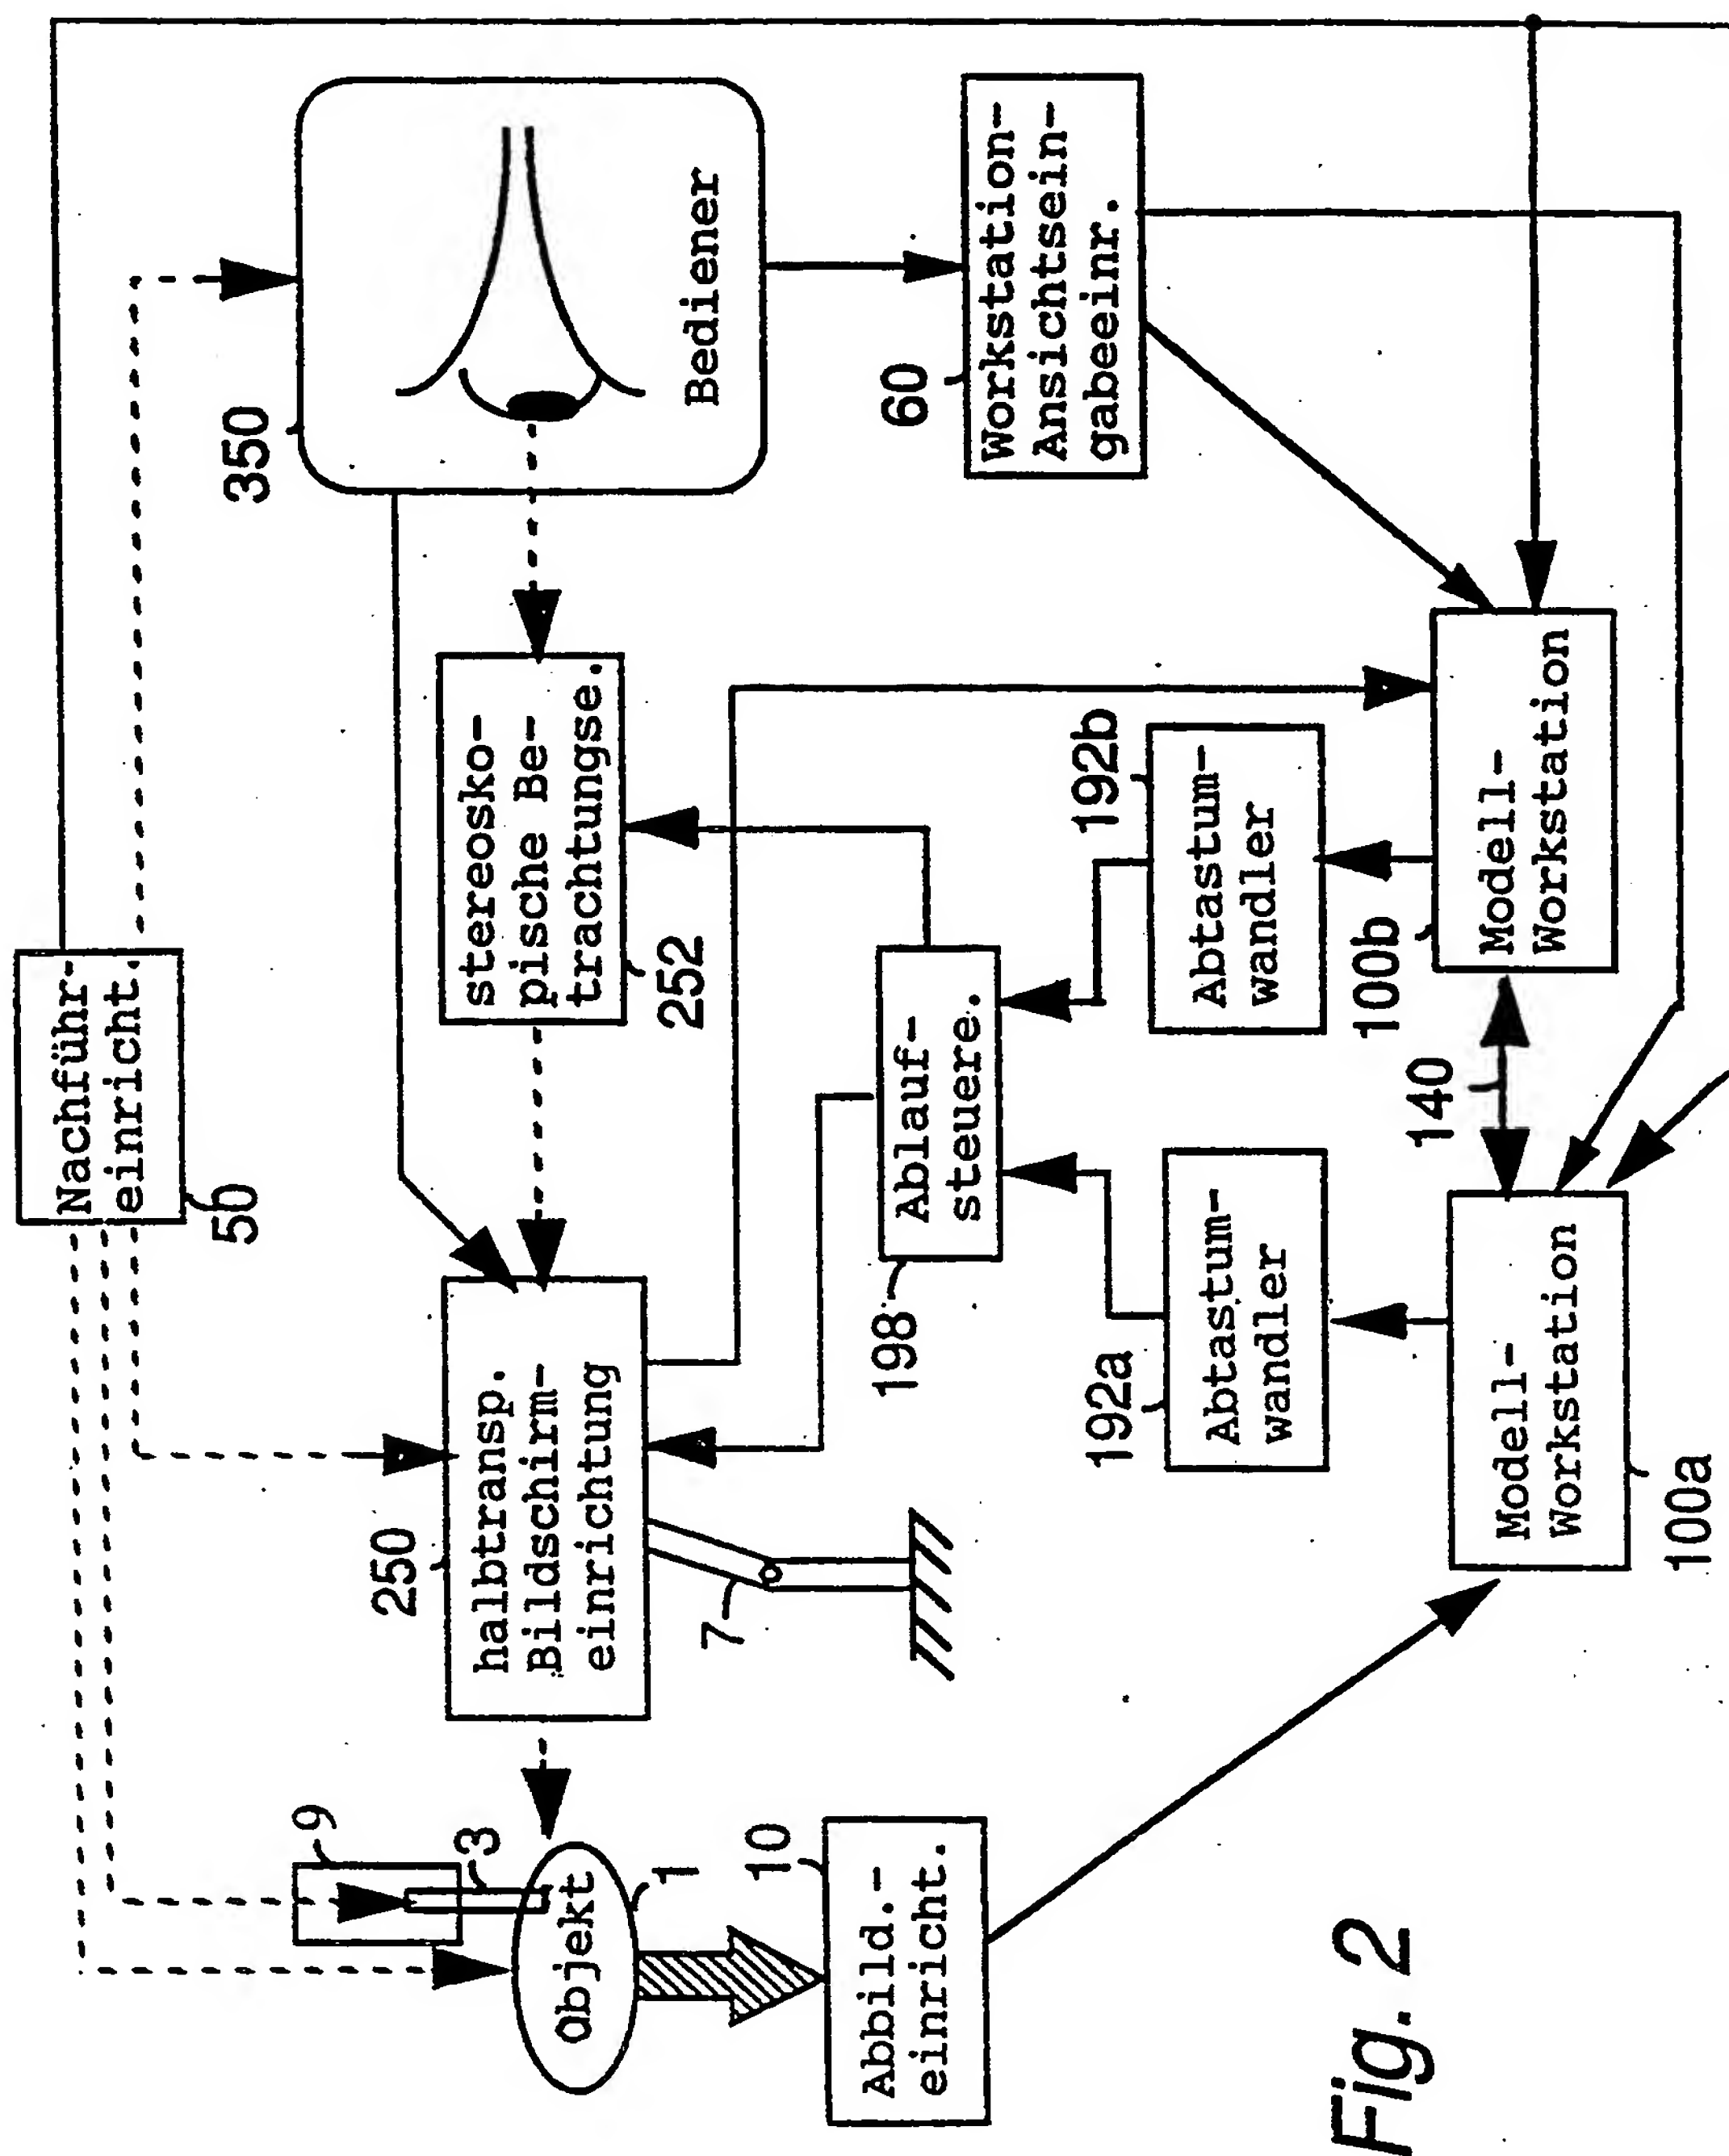 Nachführ-
einricht.
50
9
3
Objekt
1
10
Abbild.-
einricht.
250
halbtransp.
Bildschirm-
einrichtung
7
stereosko-
pische Be-
trachtungse.
252
350
Bediener
60
Workstation-
Ansichtsein-
gabeeinr.
Ablauf-
steuere.
198
192a
Abtastum-
wandler
192b
Abtastum-
wandler
Modell-
Workstation
100a
140
100b
Modell-
Workstation
Fig. 2